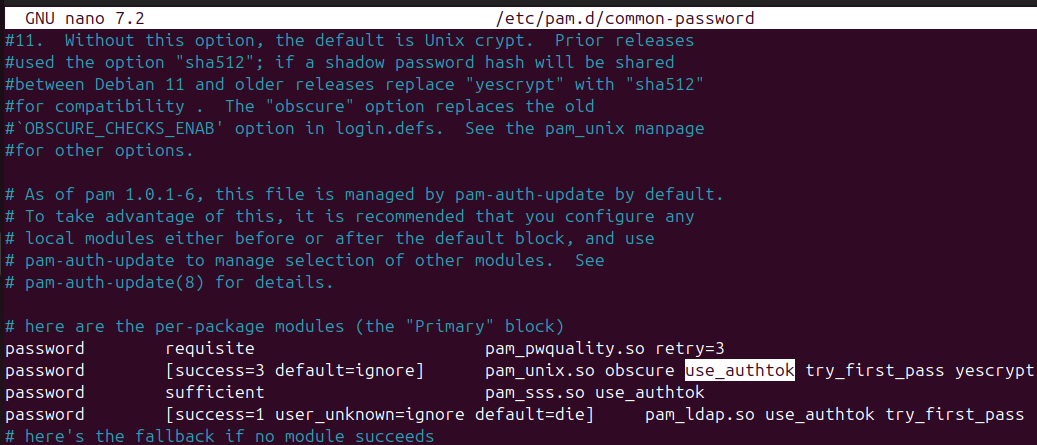 GNU nano 7.2 /etc/pam.d/common-password
#11.  Without this option, the default is Unix crypt.  Prior releases
#used the option "sha512"; if a shadow password hash will be shared
#between Debian 11 and older releases replace "yescrypt" with "sha512"
#for compatibility .  The "obscure" option replaces the old
#`OBSCURE_CHECKS_ENAB' option in login.defs.  See the pam_unix manpage
#for other options.
# As of pam 1.0.1-6, this file is managed by pam-auth-update by default.
# To take advantage of this, it is recommended that you configure any
# local modules either before or after the default block, and use
# pam-auth-update to manage selection of other modules.  See
# pam-auth-update(8) for details.
# here are the per-package modules (the "Primary" block)
password        requisite                       pam_pwquality.so retry=3
password        [success=3 default=ignore]      pam_unix.so obscure use_authtok try_first_pass yescrypt
password        sufficient                      pam_sss.so use_authtok
password        [success=1 user_unknown=ignore default=die]     pam_ldap.so use_authtok try_first_pass
# here's the fallback if no module succeeds